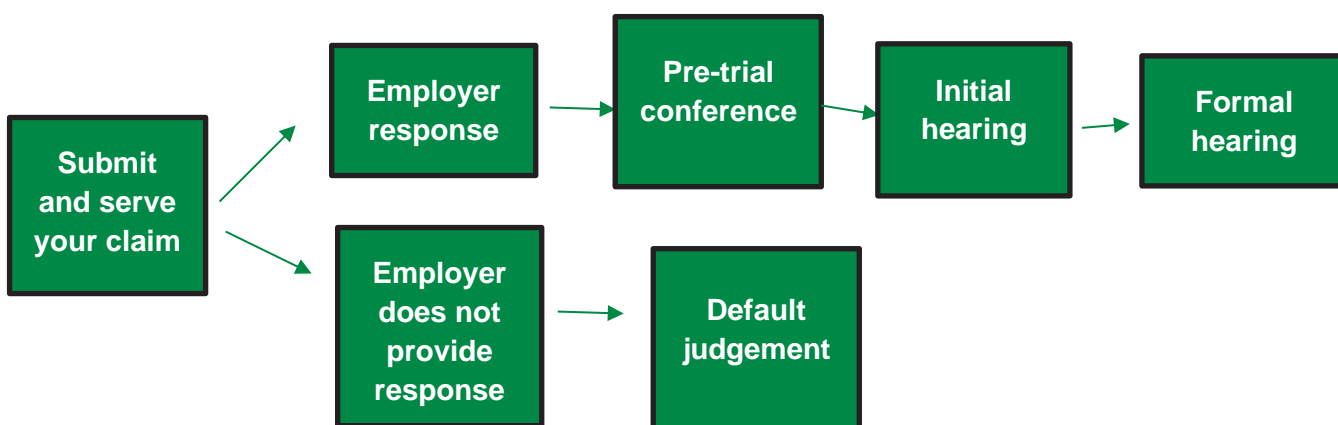 Submit
and serve
your claim
Employer
response
Pre-trial
conference
Initial
hearing
Formal
hearing
Employer
does not
provide
response
Default
judgement